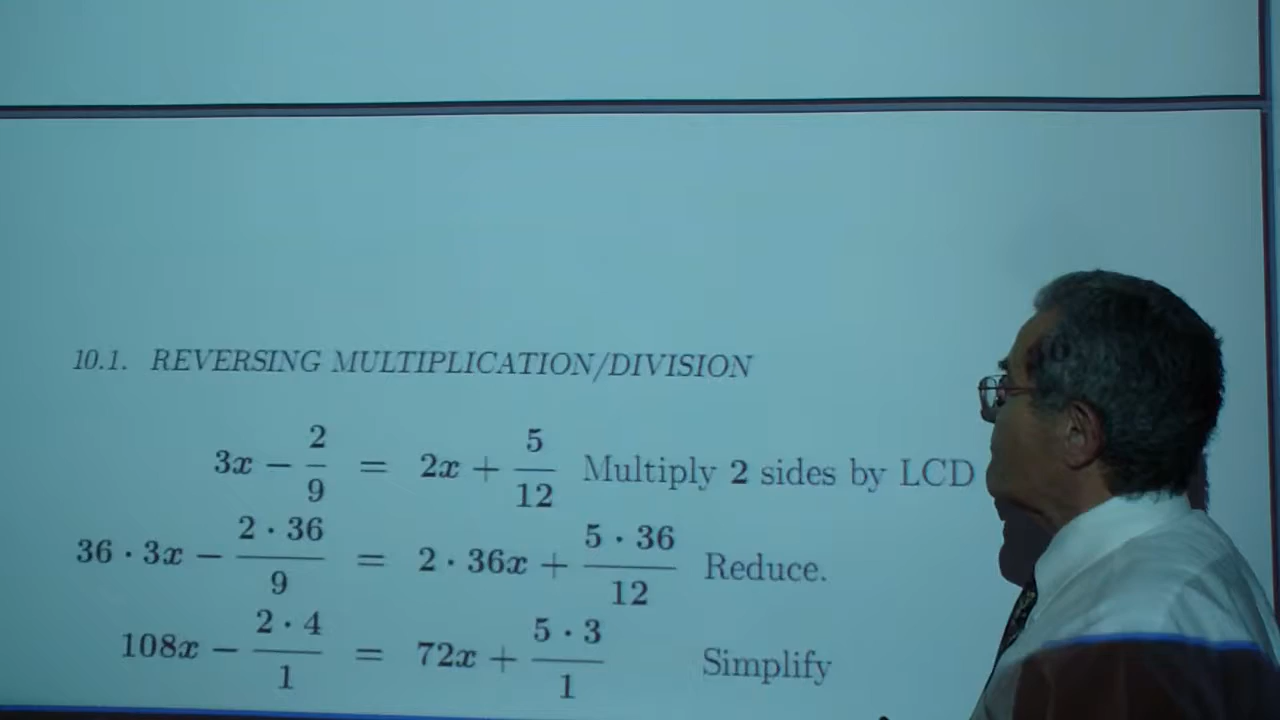 10.1. REVERSING MULTIPLICATION/DIVISION
3x − 2/9 = 2x + 5/12 Multiply 2 sides by LCD
36 · 3x − 2 · 36/9 = 2 · 36x + 5 · 36/12 Reduce.
108x − 2 · 4/1 = 72x + 5 · 3/1 Simplify